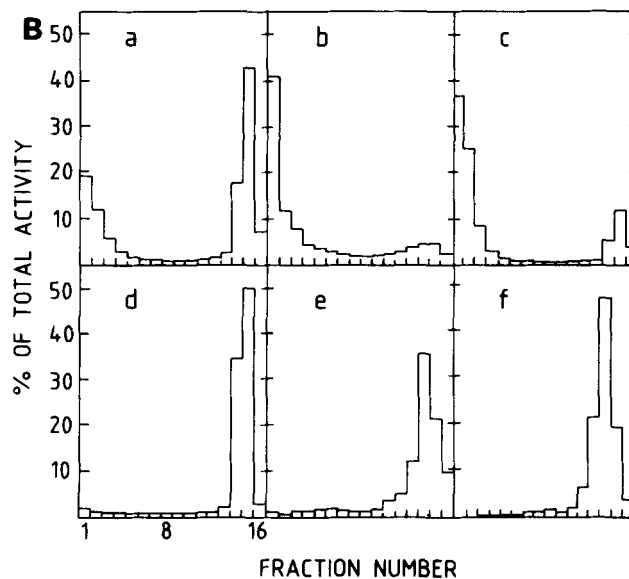 B
a b c
50
40
30
20
10
% OF TOTAL ACTIVITY
d e f
50
40
30
20
10
1 8 16
FRACTION NUMBER